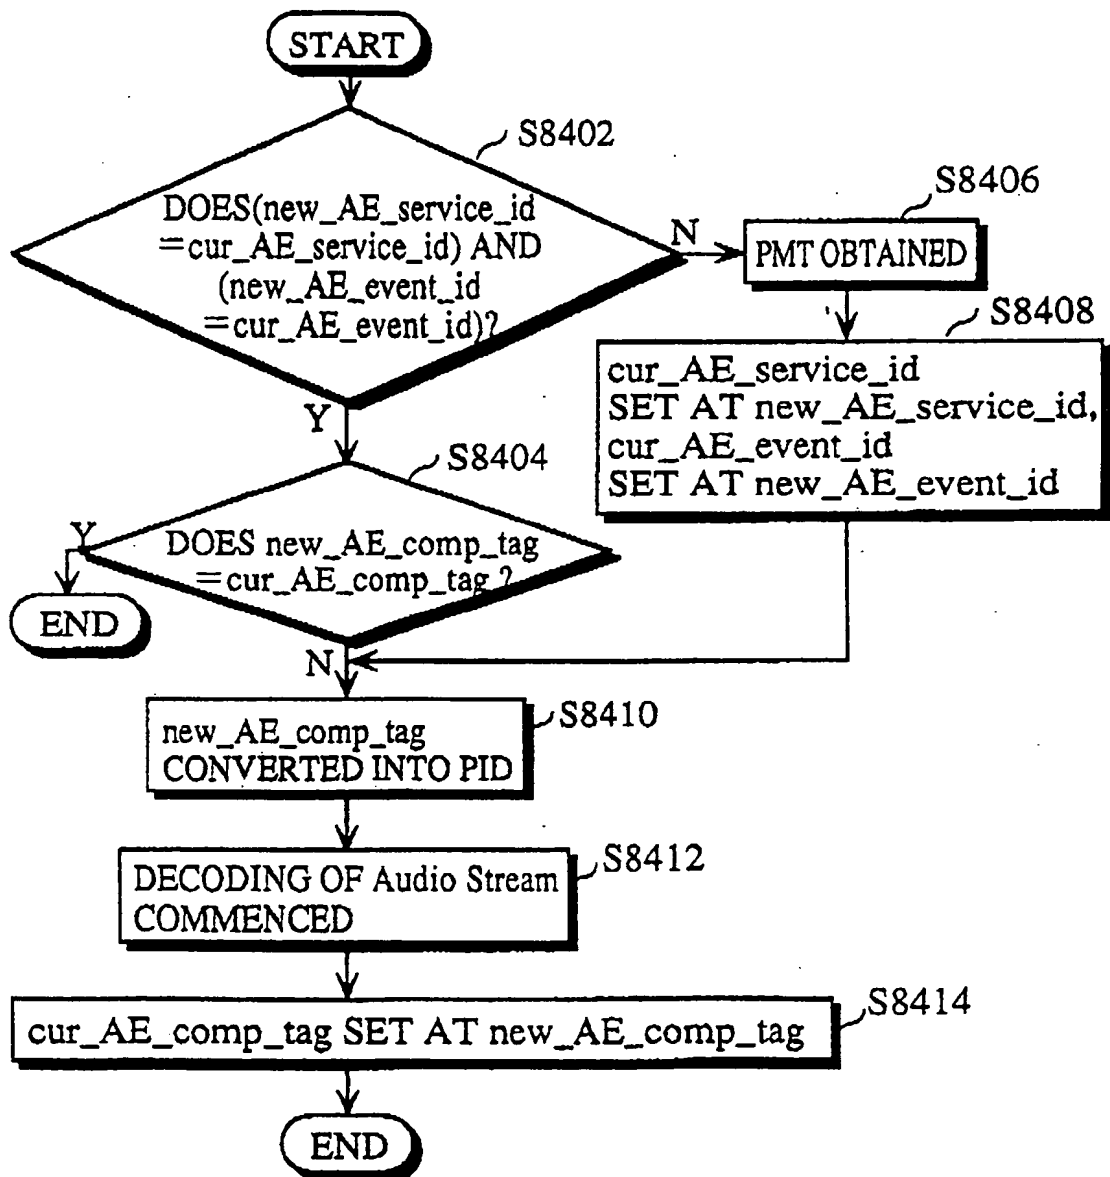 START
S8402
DOES(new_AE_service_id
=cur_AE_service_id) AND
(new_AE_event_id
=cur_AE_event_id)?
N
S8406
PMT OBTAINED
S8408
cur_AE_service_id
SET AT new_AE_service_id,
cur_AE_event_id
SET AT new_AE_event_id
Y
S8404
DOES new_AE_comp_tag
=cur_AE_comp_tag ?
Y
END
N
S8410
new_AE_comp_tag
CONVERTED INTO PID
S8412
DECODING OF Audio Stream
COMMENCED
S8414
cur_AE_comp_tag SET AT new_AE_comp_tag
END